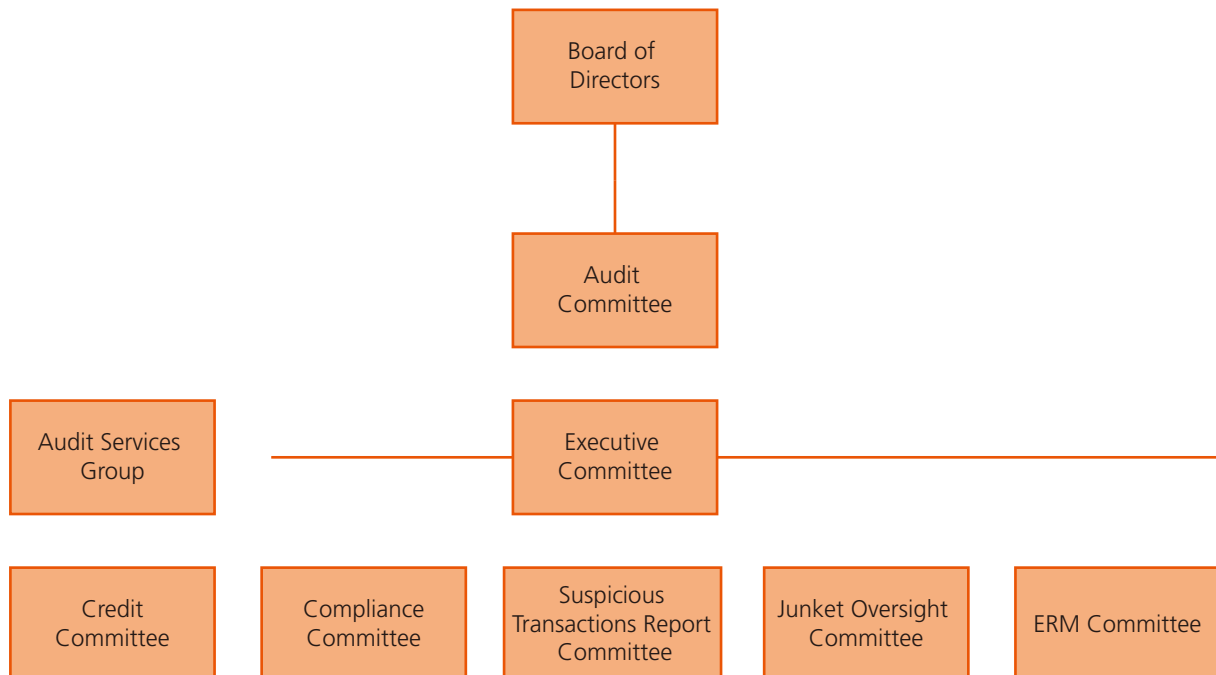 Board of
Directors
Audit
Committee
Audit Services
Group
Executive
Committee
Credit
Committee
Compliance
Committee
Suspicious
Transactions Report
Committee
Junket Oversight
Committee
ERM Committee